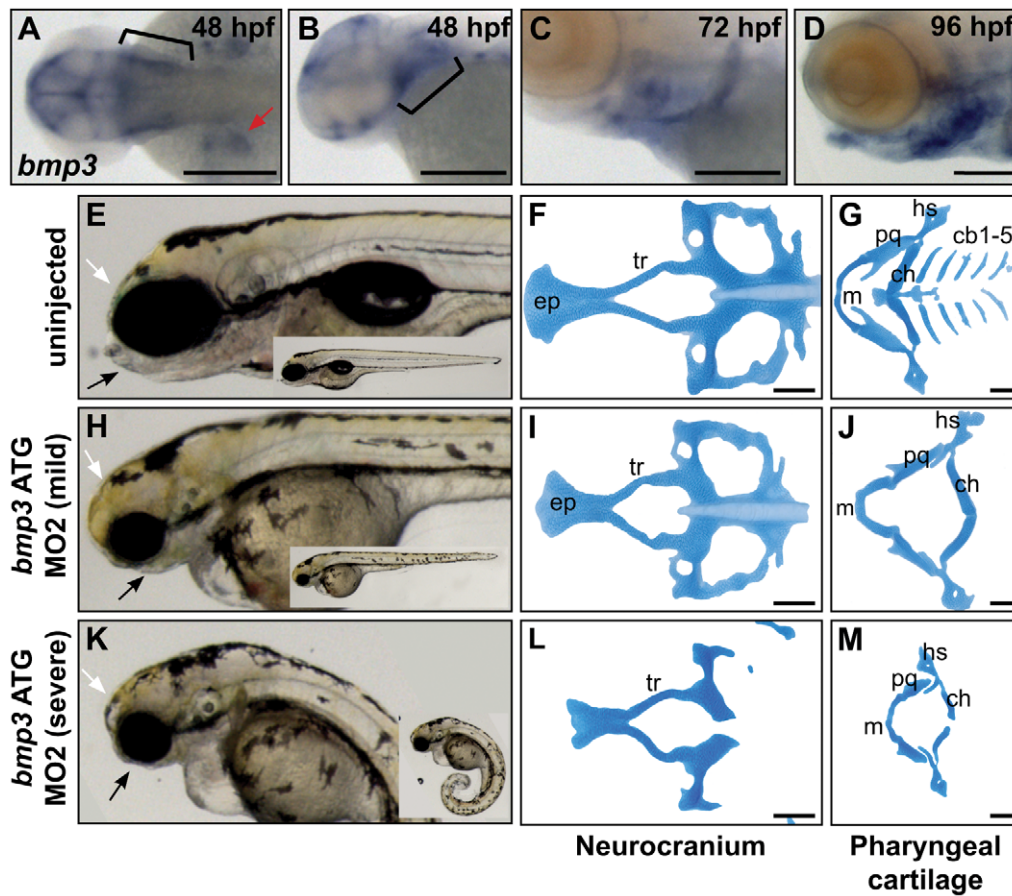 A 48 hpf
bmp3
B 48 hpf
C 72 hpf
D 96 hpf
uninjected
E
F
ep
tr
G
hs
pq
cb1-5
ch
m
bmp3 ATG
MO2 (mild)
H
I
ep
tr
J
hs
pq
ch
m
bmp3 ATG
MO2 (severe)
K
L
tr
M
hs
pq
ch
m
Neurocranium
Pharyngeal
cartilage